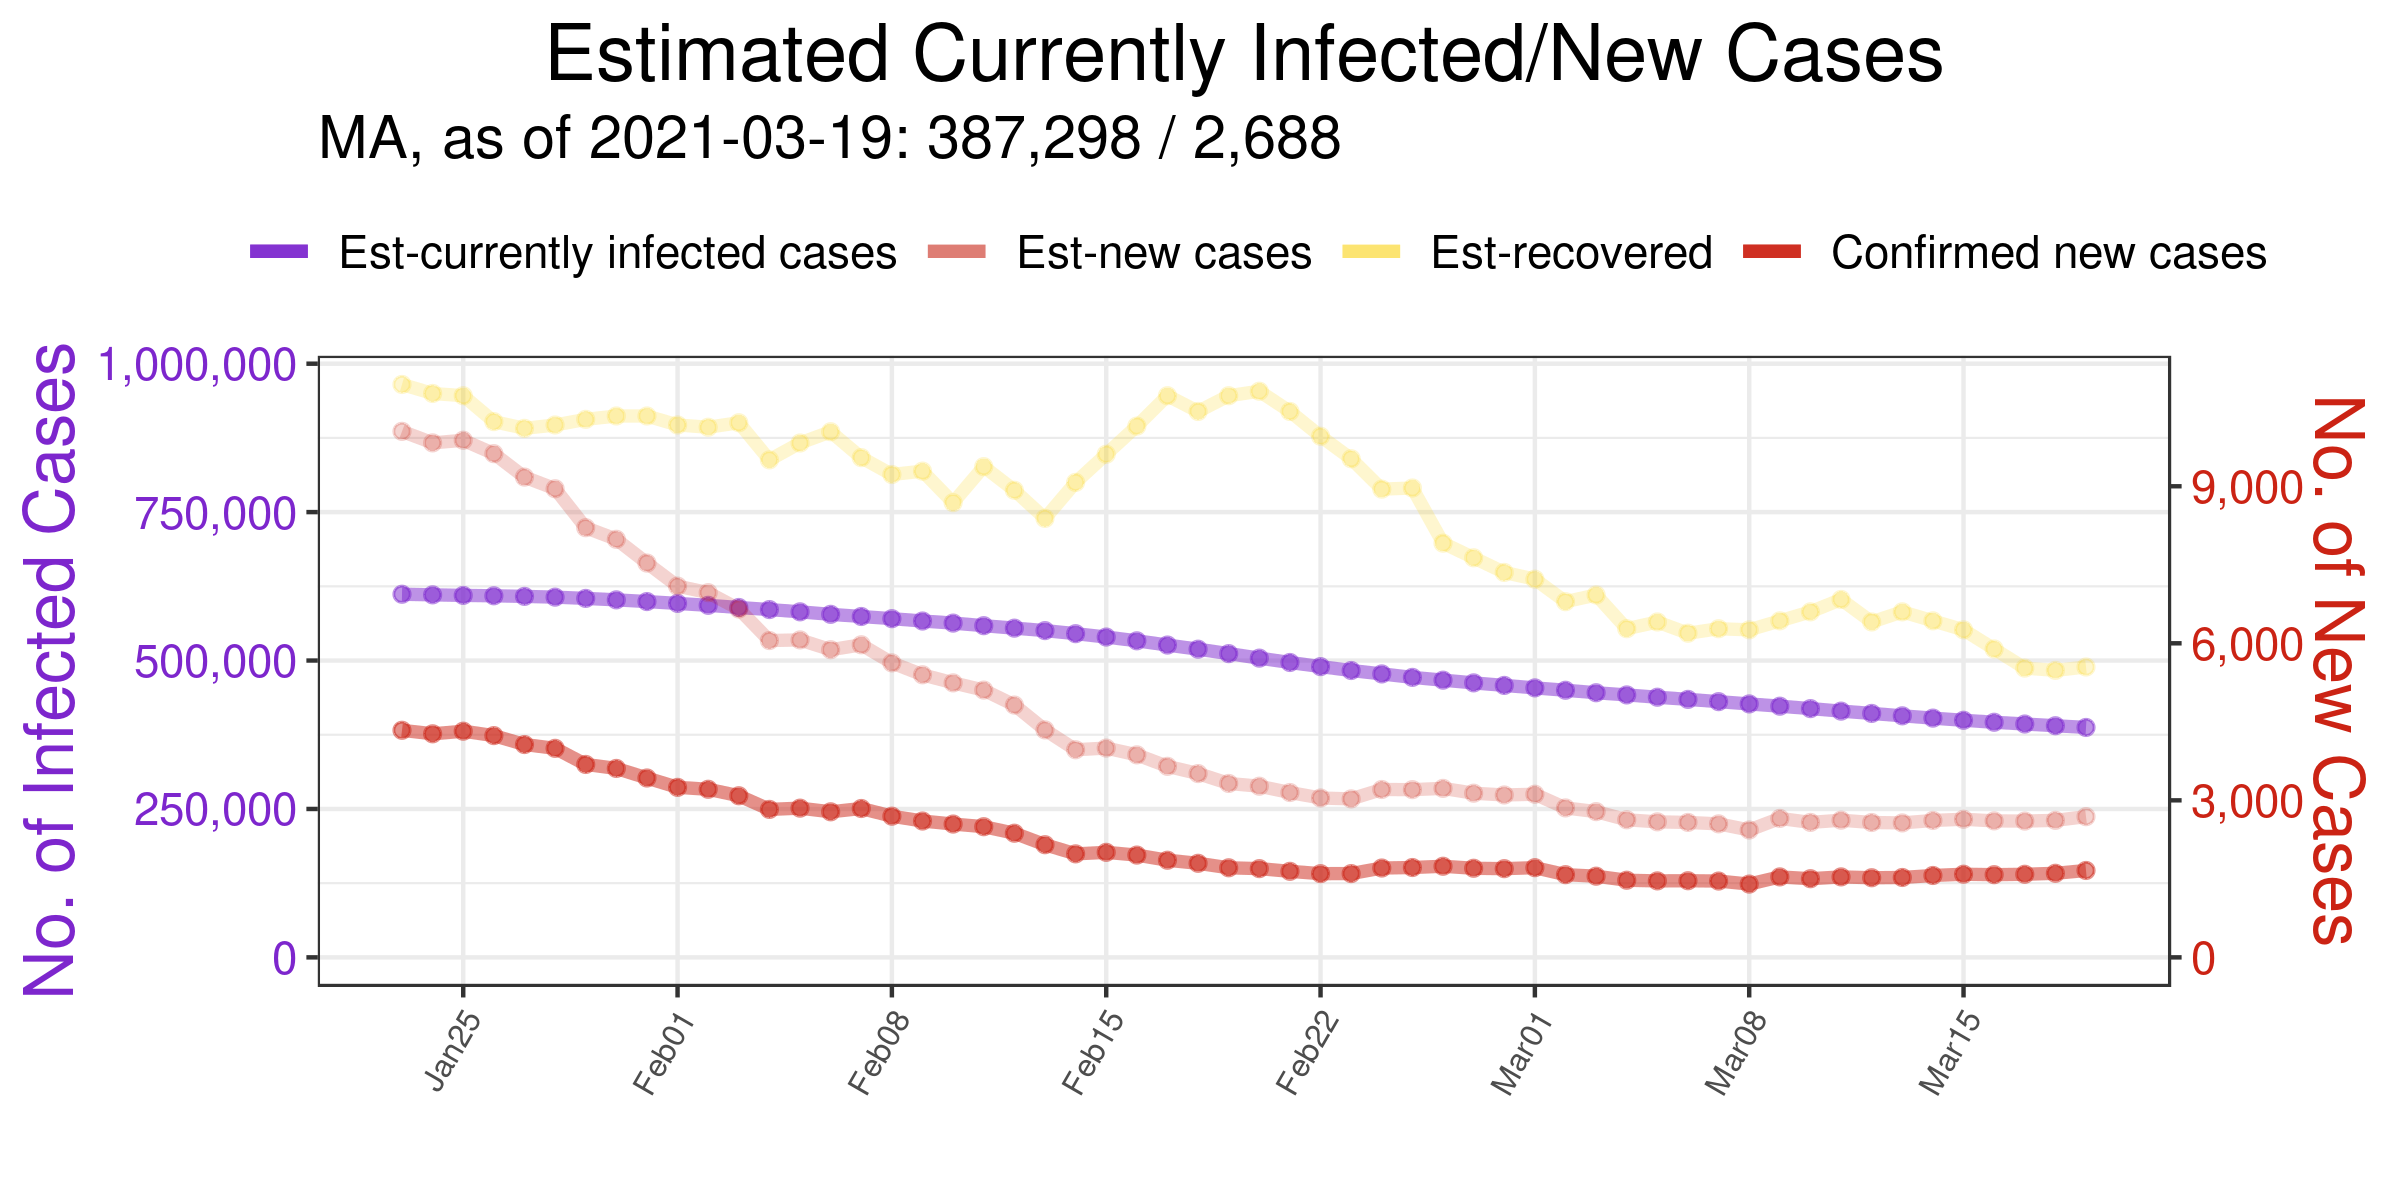 Estimated Currently Infected/New Cases
MA, as of 2021-03-19: 387,298 / 2,688
Est-currently infected cases Est-new cases Est-recovered Confirmed new cases
No. of Infected Cases
1,000,000
750,000
500,000
250,000
0
9,000
6,000
3,000
0
No. of New Cases
Jan25 Feb01 Feb08 Feb15 Feb22 Mar01 Mar08 Mar15